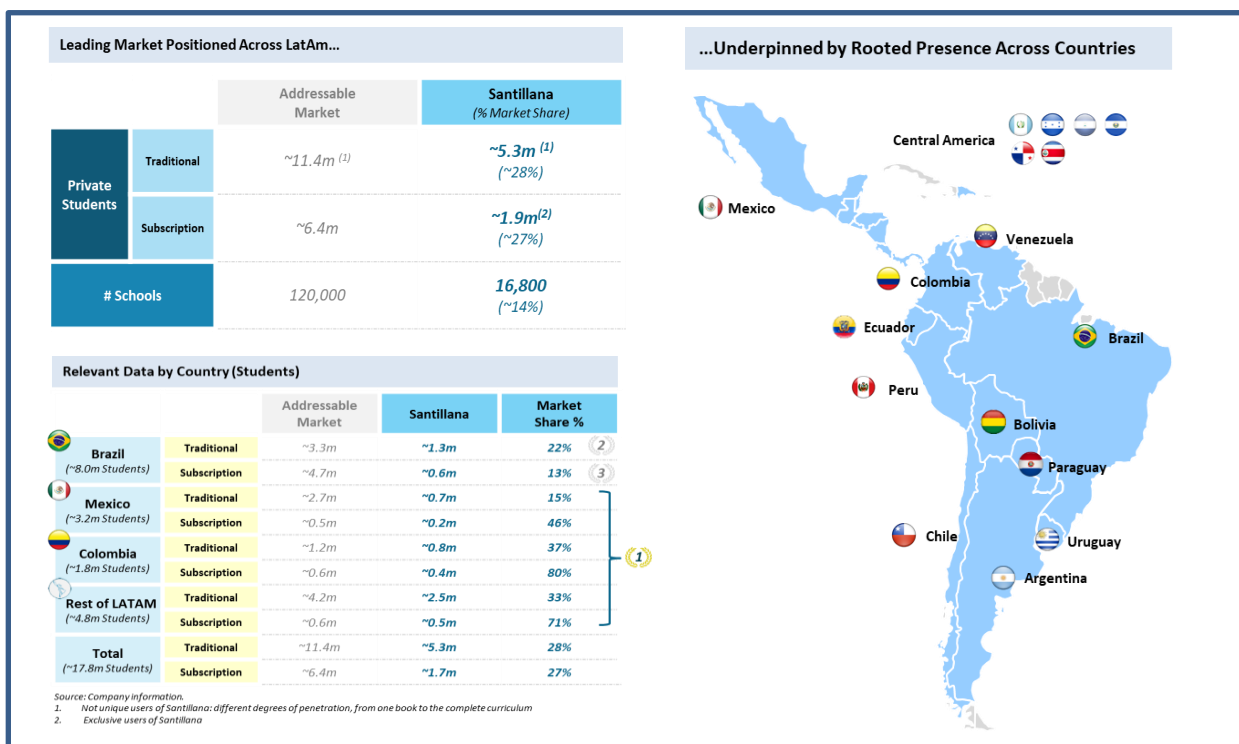 Leading Market Positioned Across LatAm...
Addressable Market
Santillana
(% Market Share)
Private Students
Traditional
~11.4m (1)
~5.3m (1)
(~28%)
Subscription
~6.4m
~1.9m(2)
(~27%)
# Schools
120,000
16,800
(~14%)
Relevant Data by Country (Students)
Addressable Market
Santillana
Market Share %
Brazil
(~8.0m Students)
Traditional
~3.3m
~1.3m
22%
2
Subscription
~4.7m
~0.6m
13%
3
Mexico
(~3.2m Students)
Traditional
~2.7m
~0.7m
15%
Subscription
~0.5m
~0.2m
46%
Colombia
(~1.8m Students)
Traditional
~1.2m
~0.8m
37%
Subscription
~0.6m
~0.4m
80%
1
Rest of LATAM
(~4.8m Students)
Traditional
~4.2m
~2.5m
33%
Subscription
~0.6m
~0.5m
71%
Total
(~17.8m Students)
Traditional
~11.4m
~5.3m
28%
Subscription
~6.4m
~1.7m
27%
Source: Company information.
1. Not unique users of Santillana: different degrees of penetration, from one book to the complete curriculum
2. Exclusive users of Santillana
...Underpinned by Rooted Presence Across Countries
Central America
Mexico
Venezuela
Colombia
Ecuador
Brazil
Peru
Bolivia
Paraguay
Chile
Uruguay
Argentina